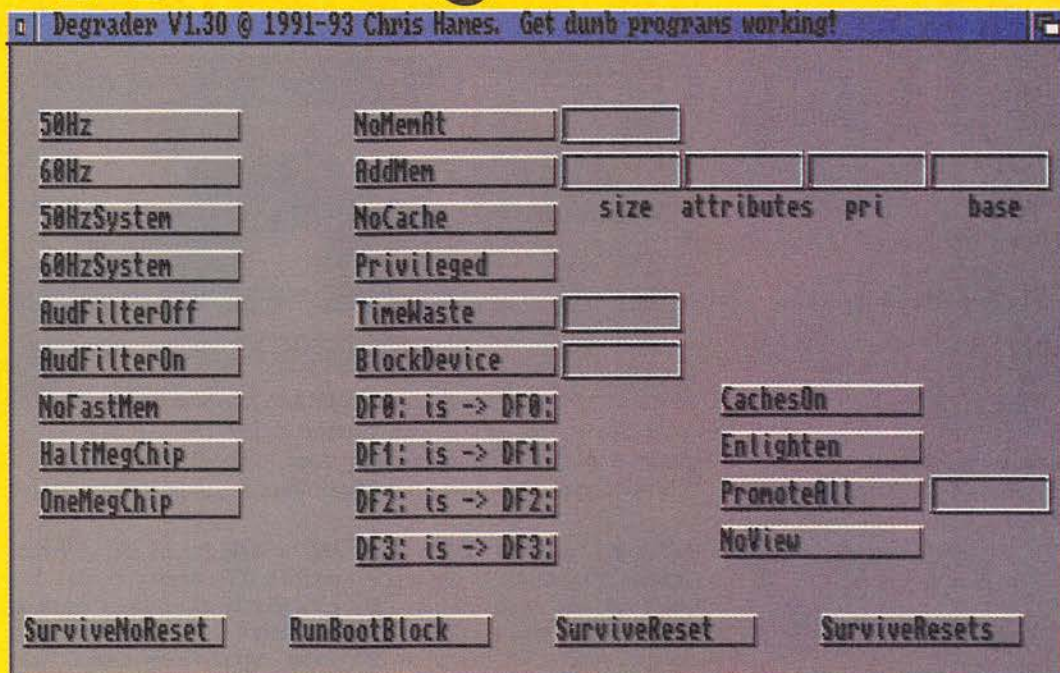 Degrader V1.30 © 1991-93 Chris Hames. Get dumb programs working!
50Hz
60Hz
50HzSystem
60HzSystem
AudFilterOff
AudFilterOn
NoFastMem
HalfMegChip
OneMegChip
NoMemAt
AddMem
size attributes pri base
NoCache
Privileged
TimeWaste
BlockDevice
DF0: is -> DF0:
DF1: is -> DF1:
DF2: is -> DF2:
DF3: is -> DF3:
CachesOn
Enlighten
PromoteAll
NoView
SurviveNoReset
RunBootBlock
SurviveReset
SurviveResets